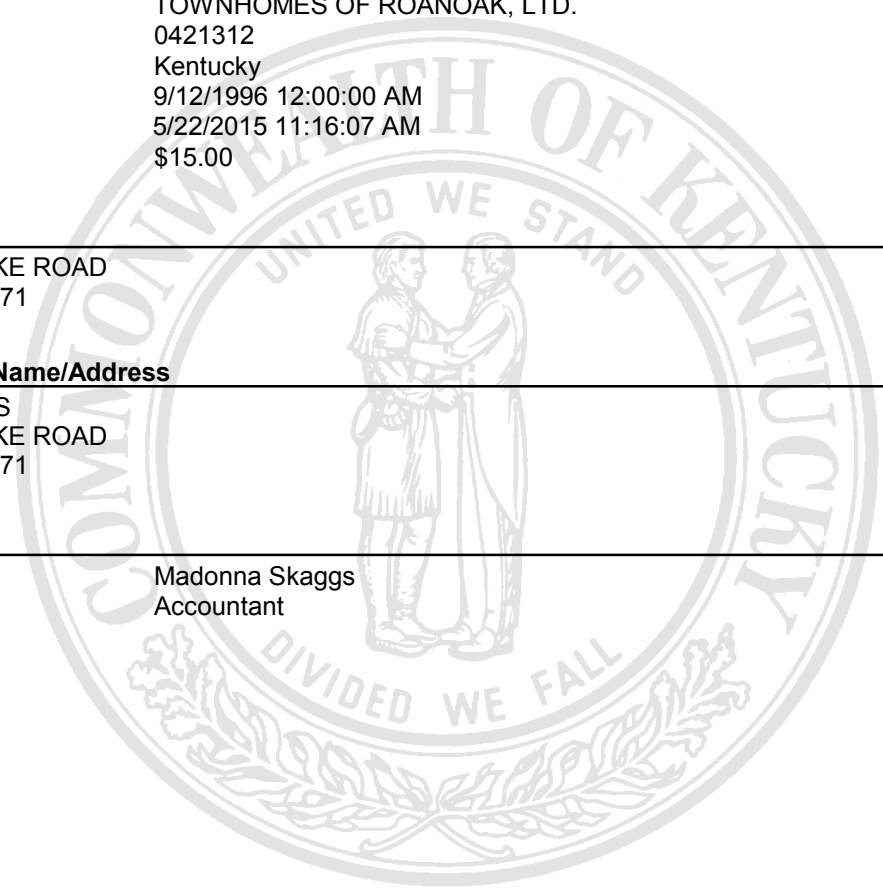 TOWNHOMES OF ROANOAK, LTD.
0421312
Kentucky
9/12/1996 12:00:00 AM
5/22/2015 11:16:07 AM
$15.00
KE ROAD
71
Name/Address
S
KE ROAD
71
Madonna Skaggs
Accountant
COMMONWEALTH OF KENTUCKY
UNITED WE STAND
DIVIDED WE FALL